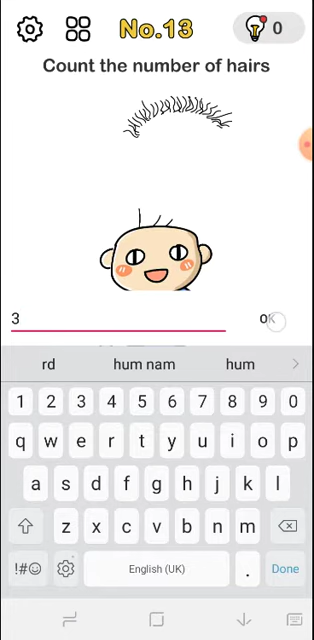 No.13
0
Count the number of hairs
3
OK
rd hum nam hum
1 2 3 4 5 6 7 8 9 0
q w e r t y u i o p
a s d f g h j k l
z x c v b n m
!#☺ English (UK) . Done